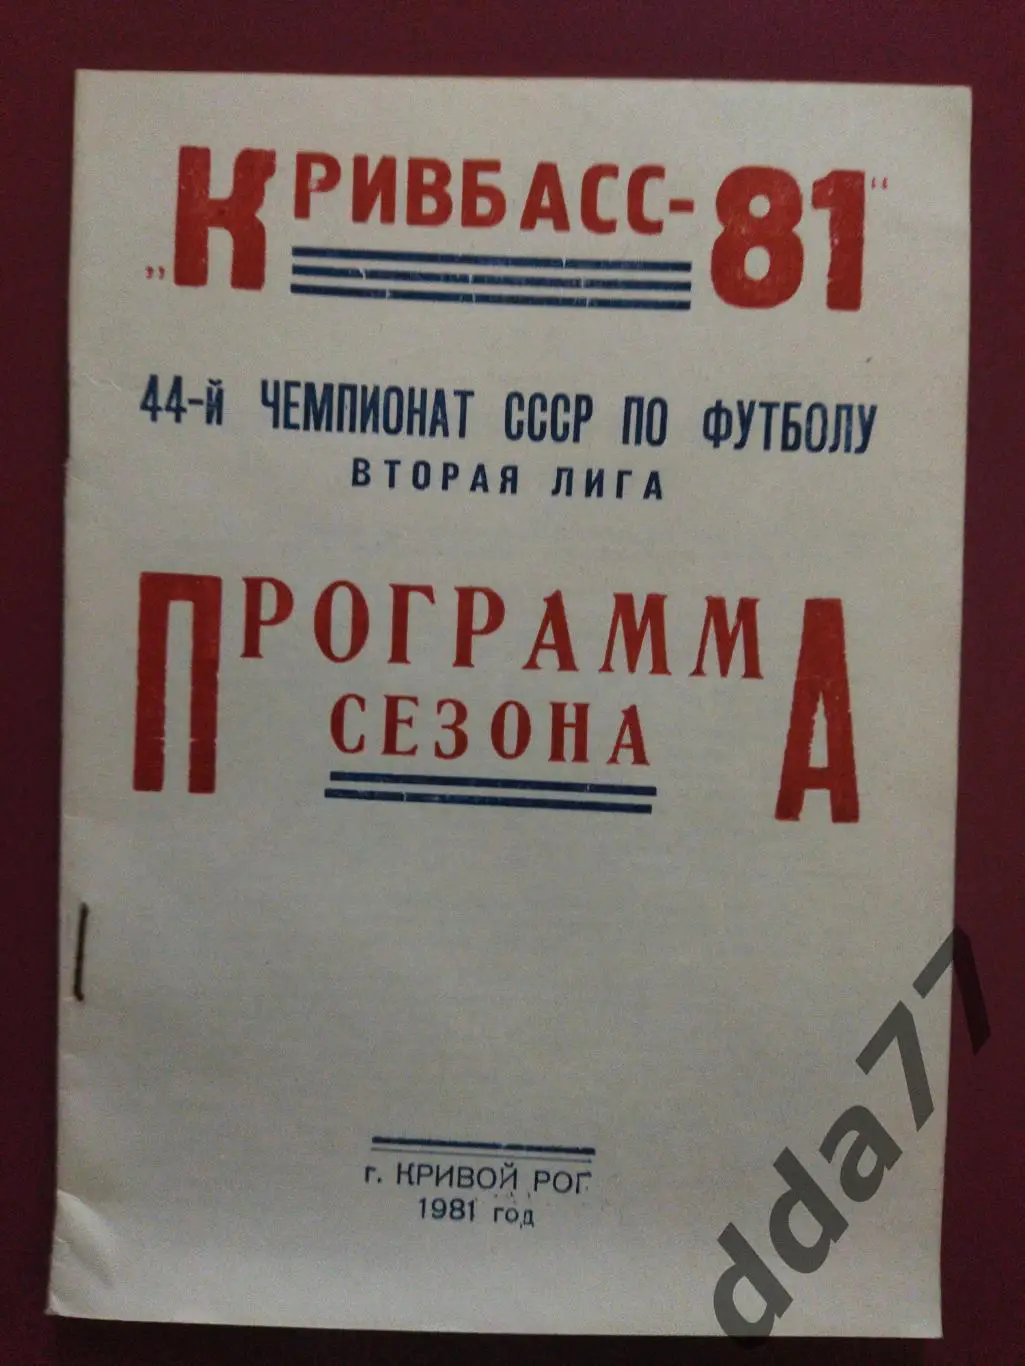 „КРИВБАСС-81“
44-й ЧЕМПИОНАТ СССР ПО ФУТБОЛУ
ВТОРАЯ ЛИГА
ПРОГРАММА
СЕЗОНА
г. КРИВОЙ РОГ
1981 год
dda77